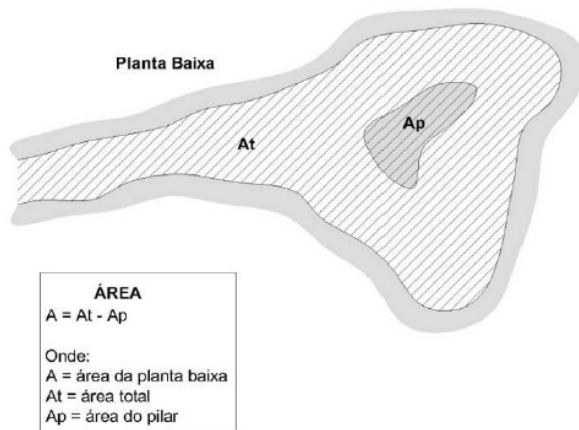 Planta Baixa
Ap
At
ÁREA
A = At - Ap
Onde:
A = área da planta baixa
At = área total
Ap = área do pilar